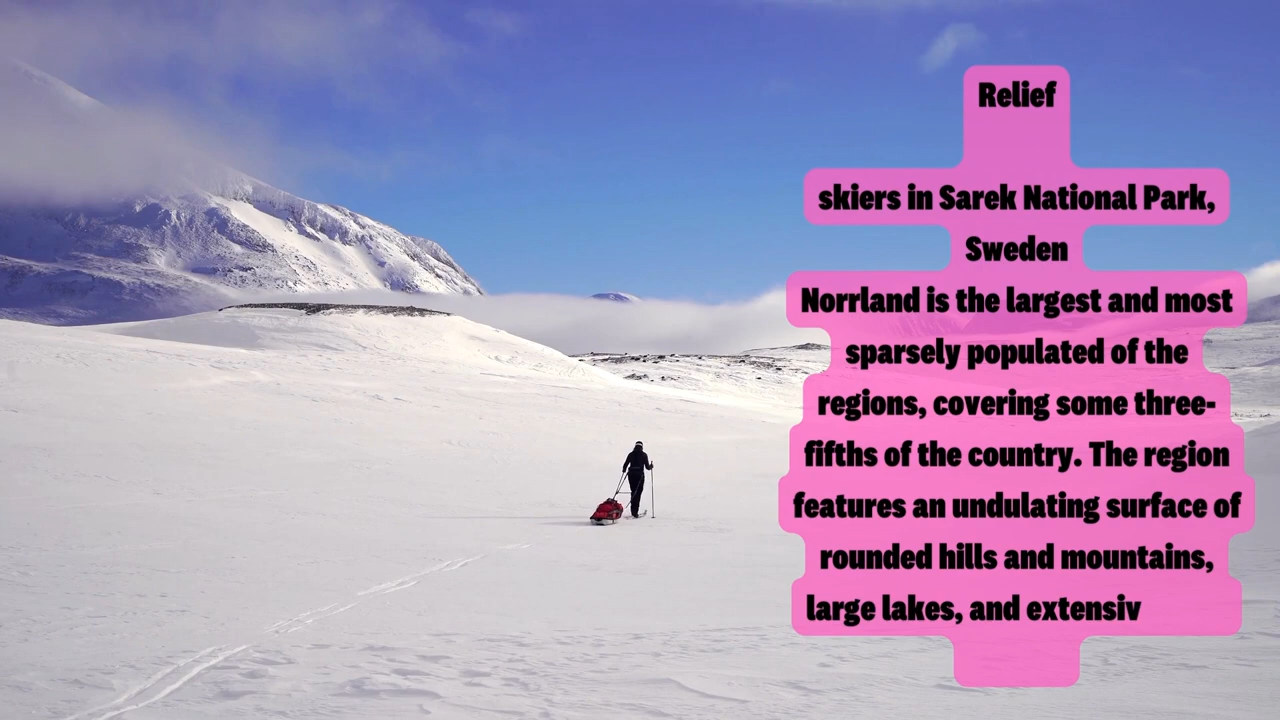 Relief
skiers in Sarek National Park,
Sweden
Norrland is the largest and most
sparsely populated of the
regions, covering some three-
fifths of the country. The region
features an undulating surface of
rounded hills and mountains,
large lakes, and extensiv